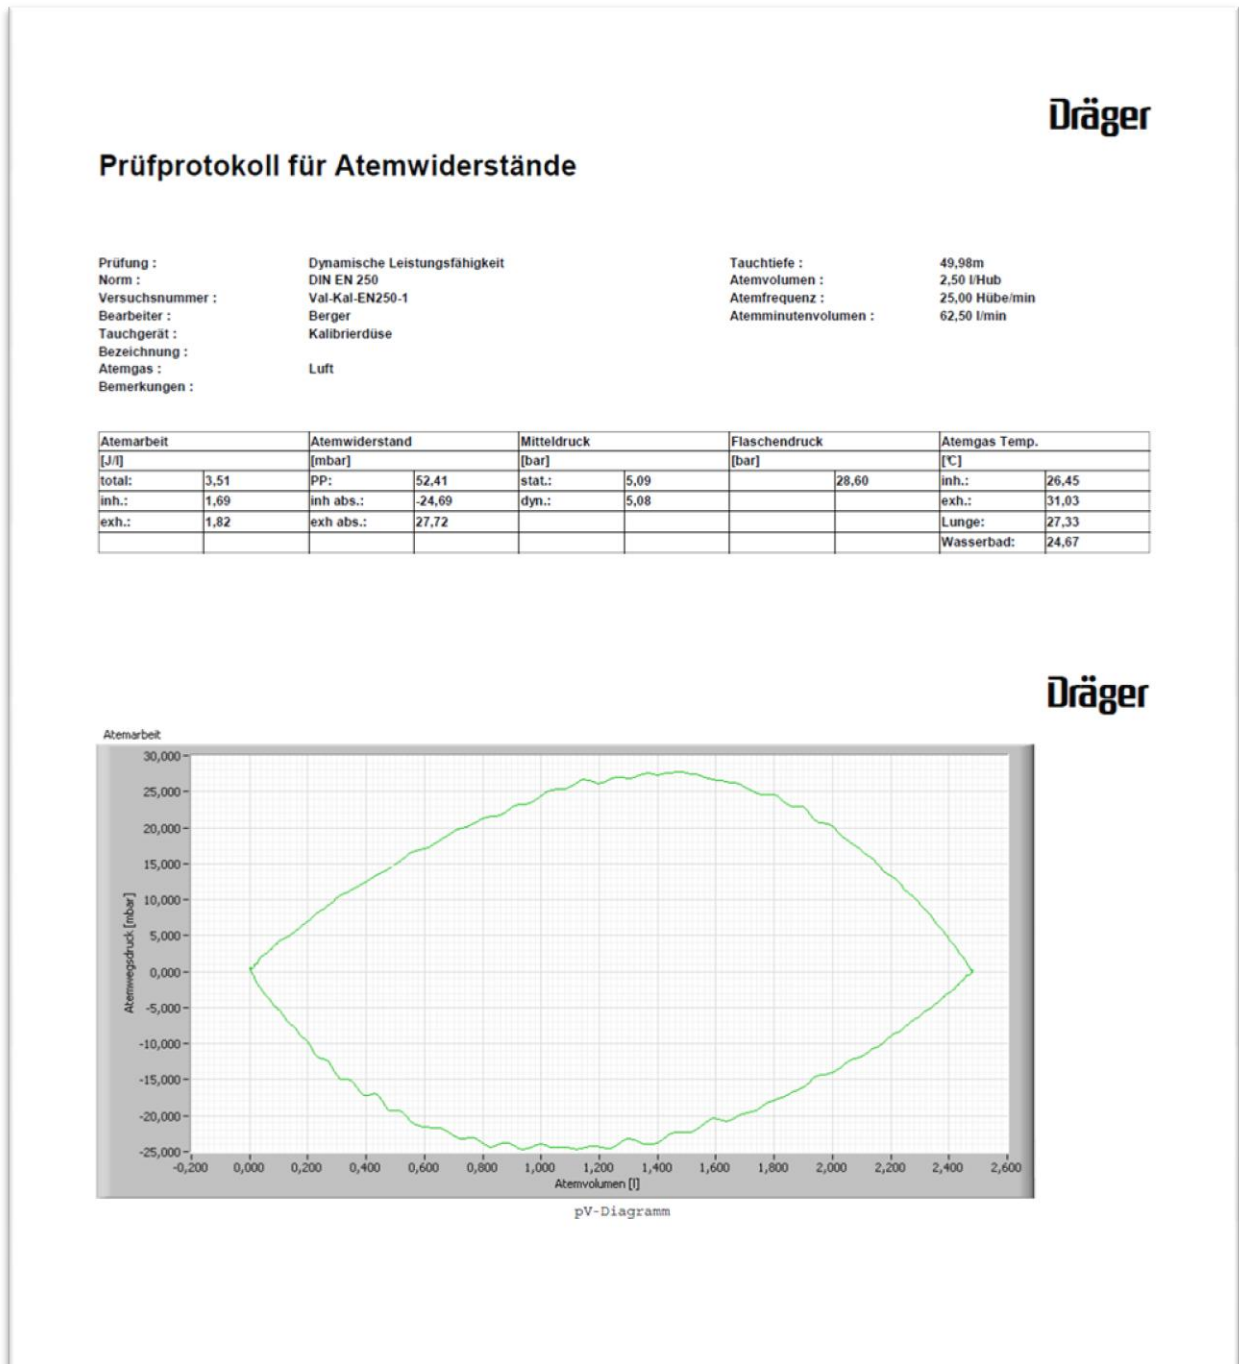 Dräger
Prüfprotokoll für Atemwiderstände
Prüfung : Dynamische Leistungsfähigkeit Tauchtiefe : 49,98m
Norm : DIN EN 250 Atemvolumen : 2,50 l/Hub
Versuchsnummer : Val-Kal-EN250-1 Atemfrequenz : 25,00 Hübe/min
Bearbeiter : Berger Atemminutenvolumen : 62,50 l/min
Tauchgerät : Kalibrierdüse
Bezeichnung :
Atemgas : Luft
Bemerkungen :
Atemarbeit Atemwiderstand Mitteldruck Flaschendruck Atemgas Temp.
[J/l] [mbar] [bar] [bar] [°C]
total: 3,51 PP: 52,41 stat.: 5,09 28,60 inh.: 26,45
inh.: 1,69 inh abs.: -24,69 dyn.: 5,08 exh.: 31,03
exh.: 1,82 exh abs.: 27,72 Lunge: 27,33
Wasserbad: 24,67
Dräger
Atemarbeit
30,000
25,000
20,000
15,000
10,000
5,000
0,000
-5,000
-10,000
-15,000
-20,000
-25,000
Atemwegsdruck [mbar]
-0,200 0,000 0,200 0,400 0,600 0,800 1,000 1,200 1,400 1,600 1,800 2,000 2,200 2,400 2,600
Atemvolumen [l]
pV-Diagramm